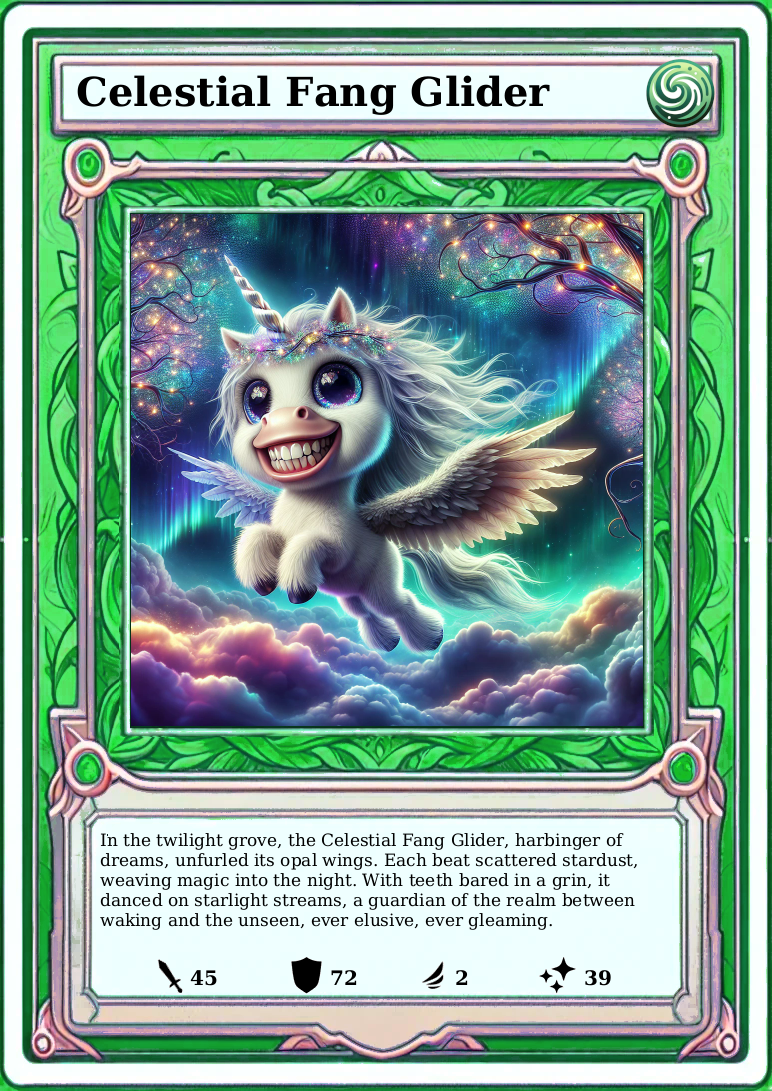 Celestial Fang Glider
In the twilight grove, the Celestial Fang Glider, harbinger of
dreams, unfurled its opal wings. Each beat scattered stardust,
weaving magic into the night. With teeth bared in a grin, it
danced on starlight streams, a guardian of the realm between
waking and the unseen, ever elusive, ever gleaming.
45 72 2 39